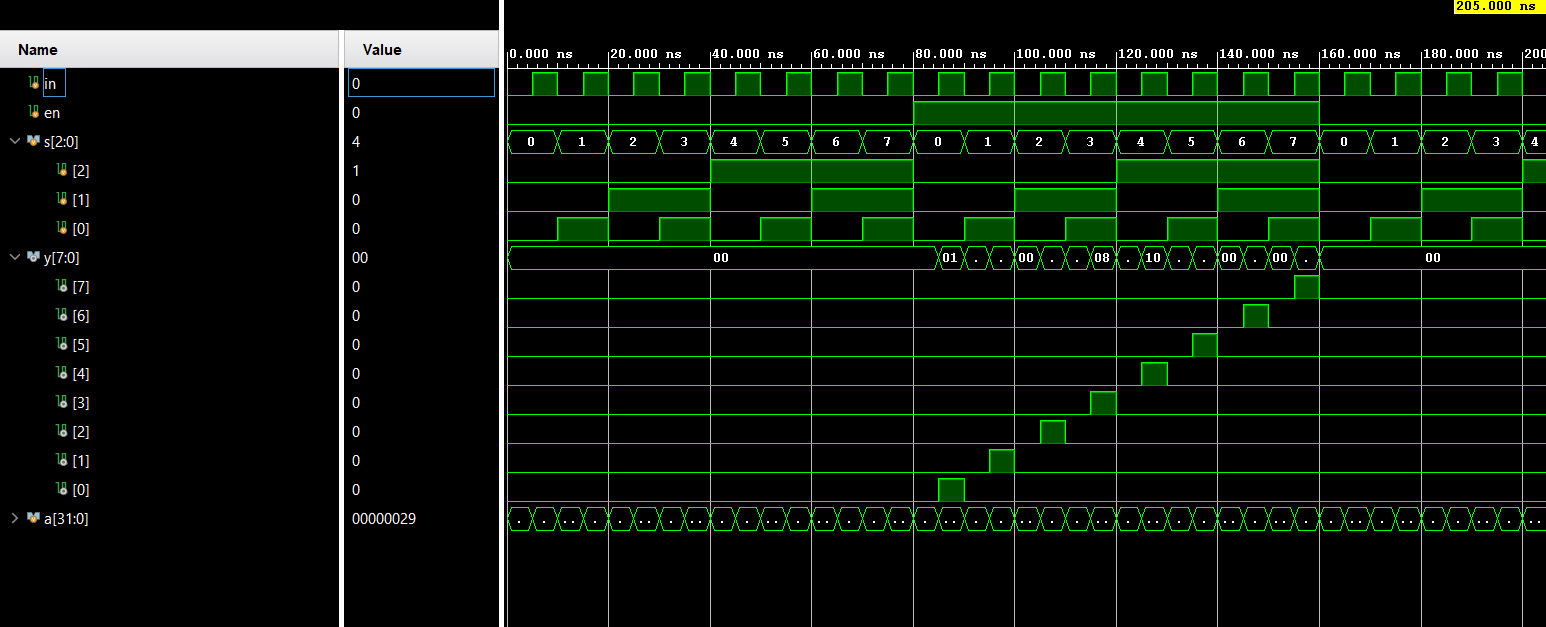 205.000 ns
Name Value 0.000 ns 20.000 ns 40.000 ns 60.000 ns 80.000 ns 100.000 ns 120.000 ns 140.000 ns 160.000 ns 180.000 ns 200
in 0
en 0
s[2:0] 4 0 1 2 3 4 5 6 7 0 1 2 3 4 5 6 7 0 1 2 3 4
[2] 1
[1] 0
[0] 0
y[7:0] 00 00 01 . . 00 . . 08 . 10 . . 00 . 00 . 00
[7] 0
[6] 0
[5] 0
[4] 0
[3] 0
[2] 0
[1] 0
[0] 0
a[31:0] 00000029